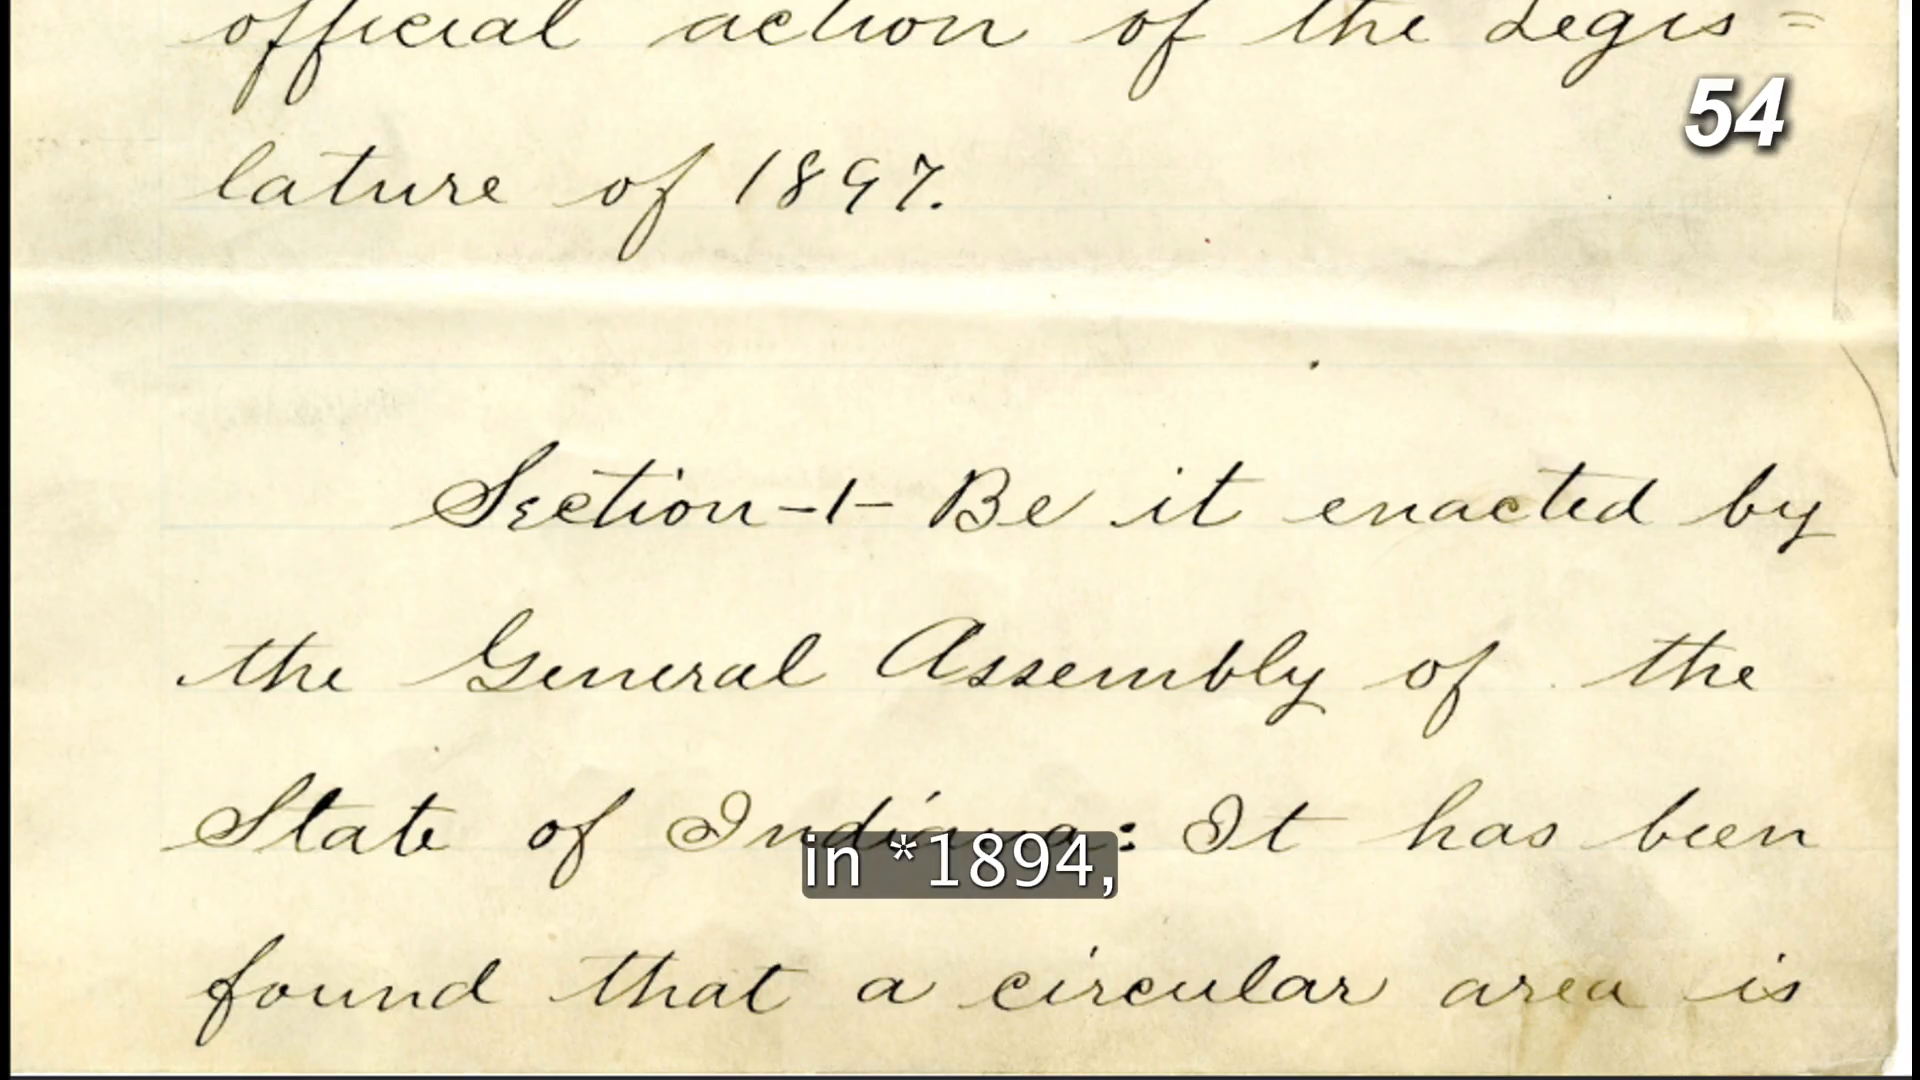 official action of the Legis=
54
lature of 1897.
Section-1- Be it enacted by
the General Assembly of the
State of Indiana: It has been
in *1894,
found that a circular area is